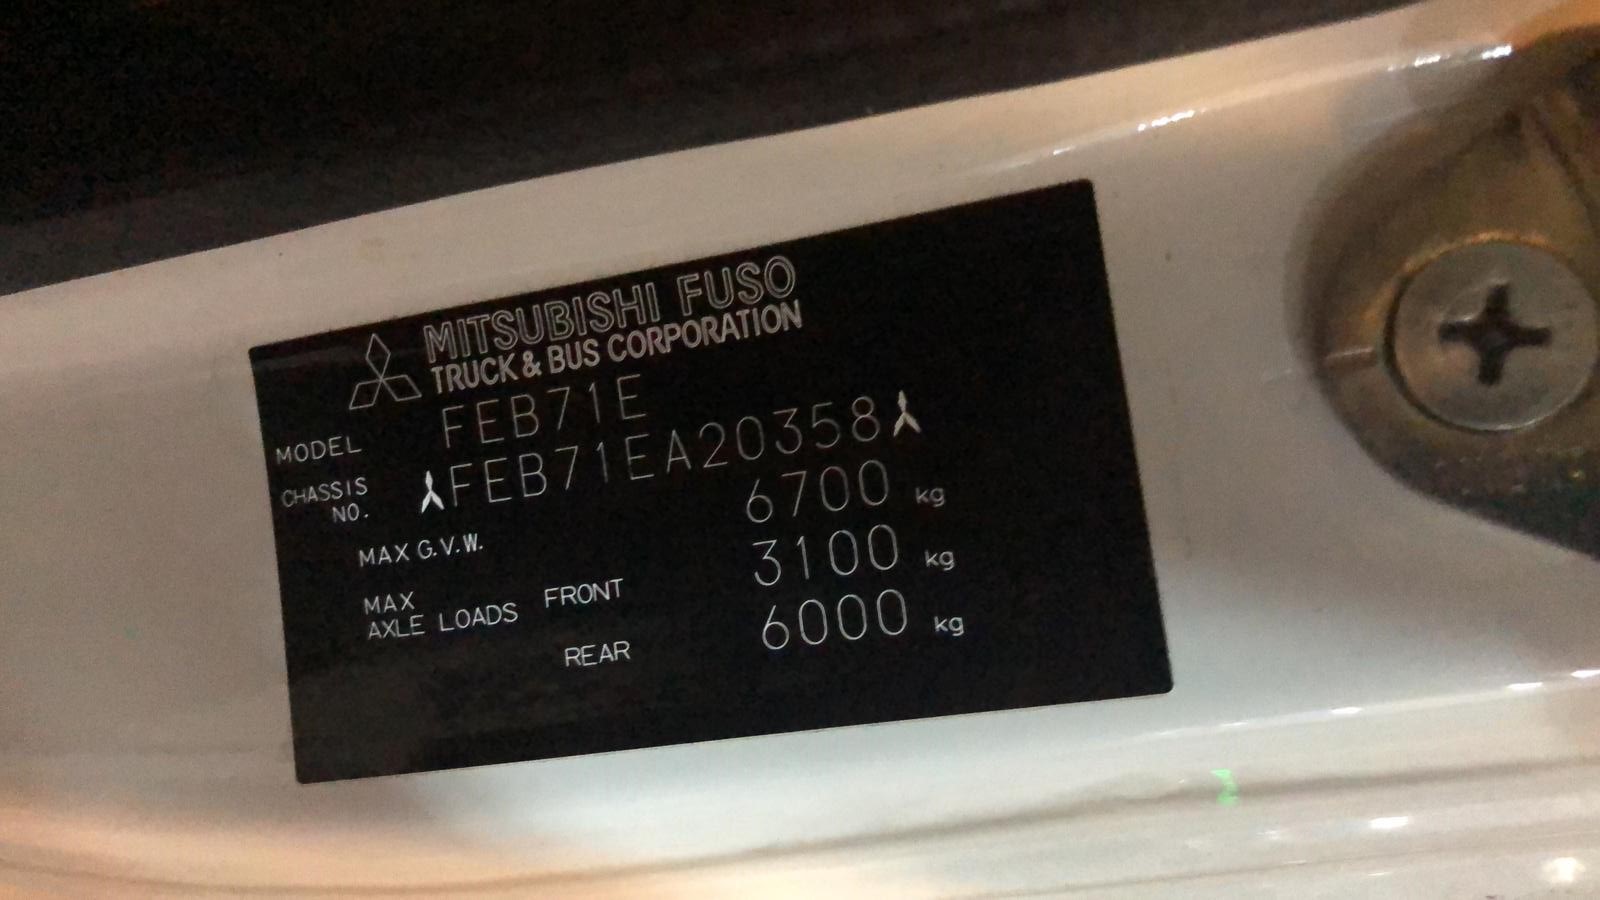 MITSUBISHI FUSO
TRUCK & BUS CORPORATION
MODEL FEB71E
CHASSIS NO. FEB71EA20358
MAX G.V.W. 6700 kg
MAX AXLE LOADS FRONT 3100 kg
REAR 6000 kg